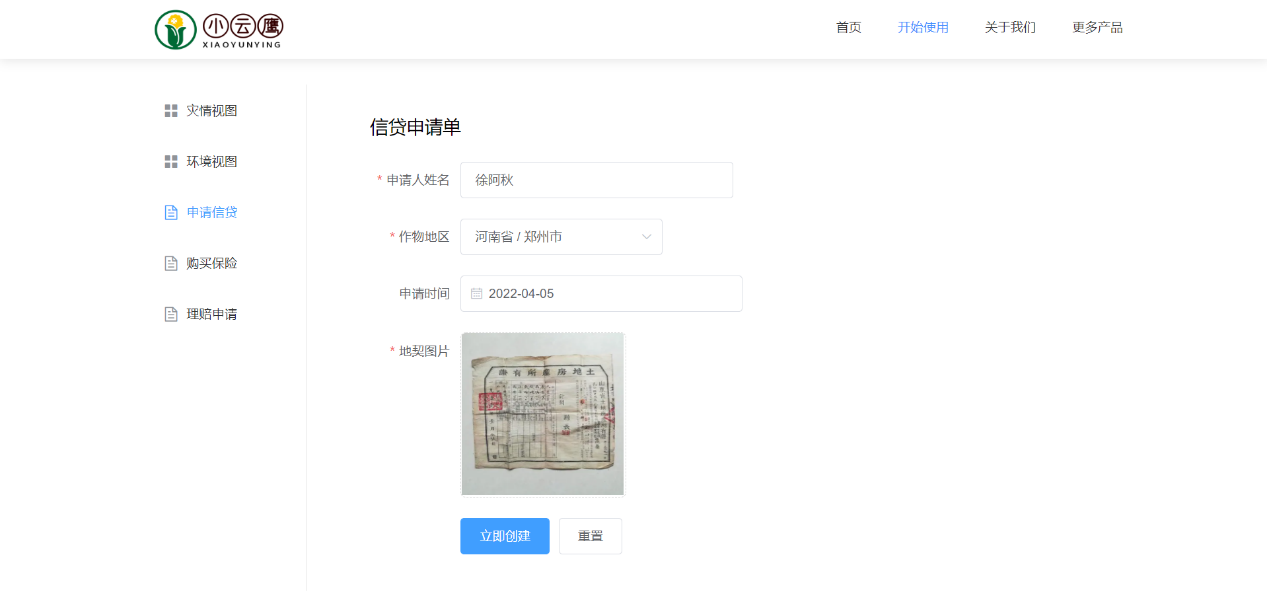 小云鹰
XIAOYUNYING
首页
开始使用
关于我们
更多产品
灾情视图
环境视图
申请信贷
购买保险
理赔申请
信贷申请单
* 申请人姓名
徐阿秋
* 作物地区
河南省 / 郑州市
申请时间
2022-04-05
* 地契图片
證有所產房地土
立即创建
重置